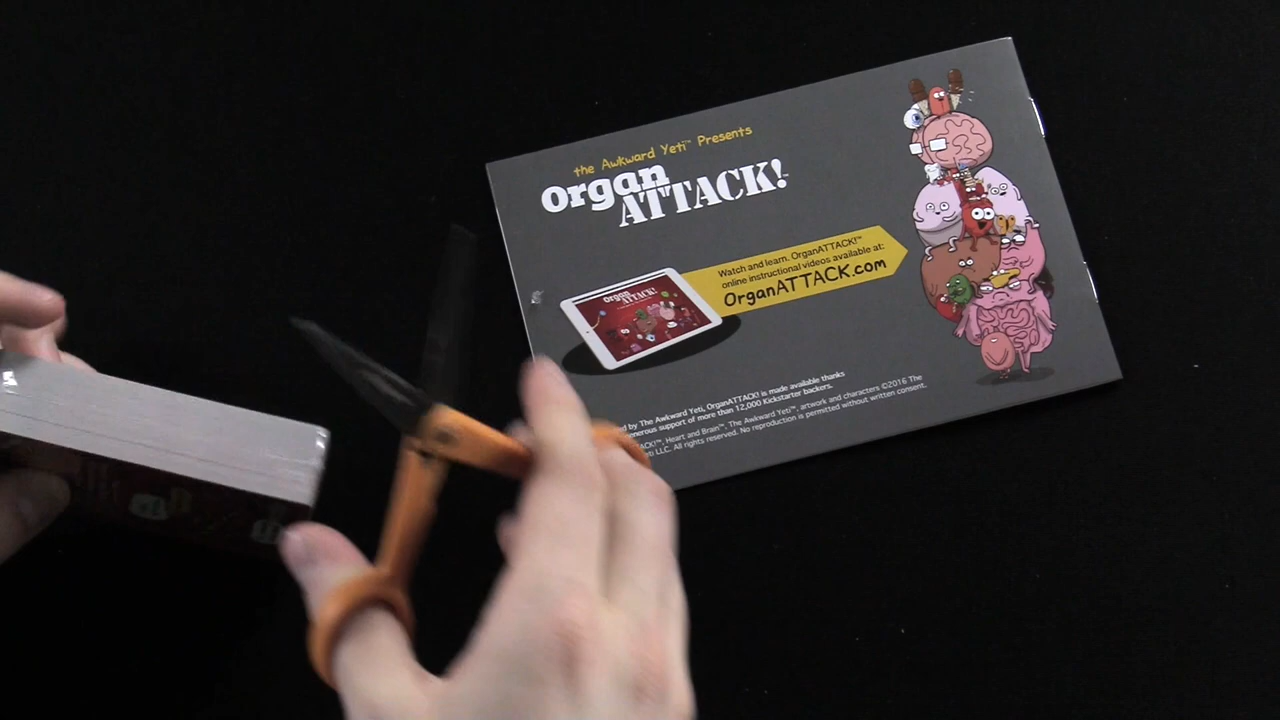 the Awkward Yeti™ Presents
Organ
ATTACK!™
Watch and learn. OrganATTACK!™
online instructional videos available at:
OrganATTACK.com
Organ
ATTACK!
by The Awkward Yeti, OrganATTACK! is made available thanks
support of more than 12,000 Kickstarter backers.
Heart and Brain™, The Awkward Yeti™, artwork and characters ©2016 The
LLC. All rights reserved. No reproduction is permitted without written consent.